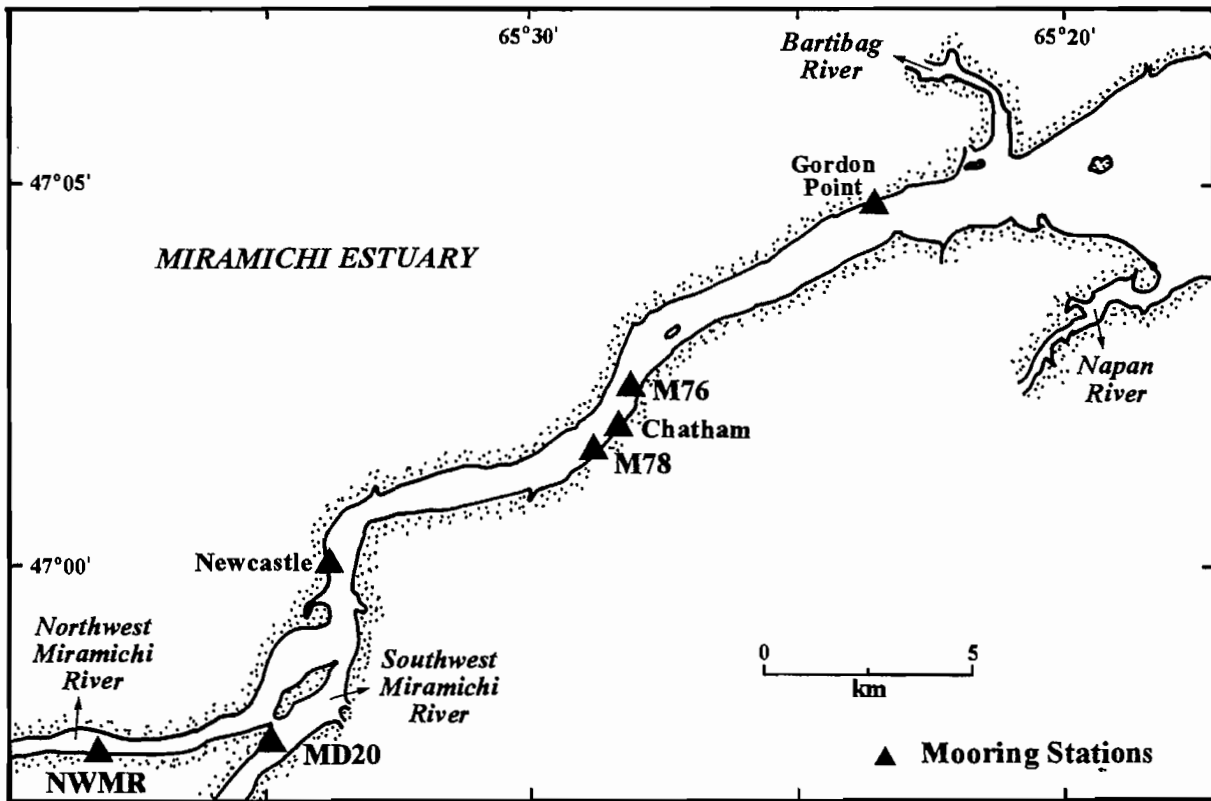 65°30'
65°20'
Bartibag
River
47°05'
Gordon
Point
MIRAMICHI ESTUARY
Napan
River
M76
Chatham
M78
Newcastle
47°00'
Northwest
Miramichi
River
Southwest
Miramichi
River
0 5
km
MD20
NWMR
Mooring Stations